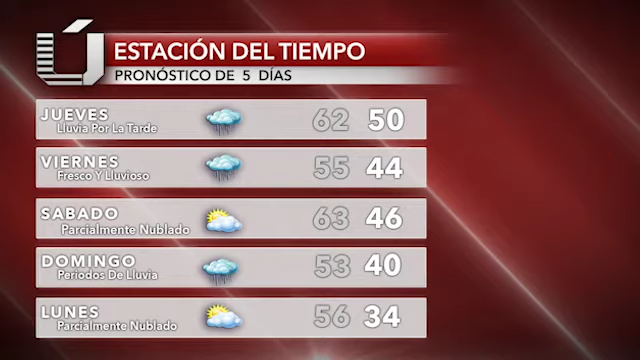 Ú
ESTACIÓN DEL TIEMPO
PRONÓSTICO DE 5 DÍAS
JUEVES
Lluvia Por La Tarde
62 50
VIERNES
Fresco Y Lluvioso
55 44
SABADO
Parcialmente Nublado
63 46
DOMINGO
Periodos De Lluvia
53 40
LUNES
Parcialmente Nublado
56 34